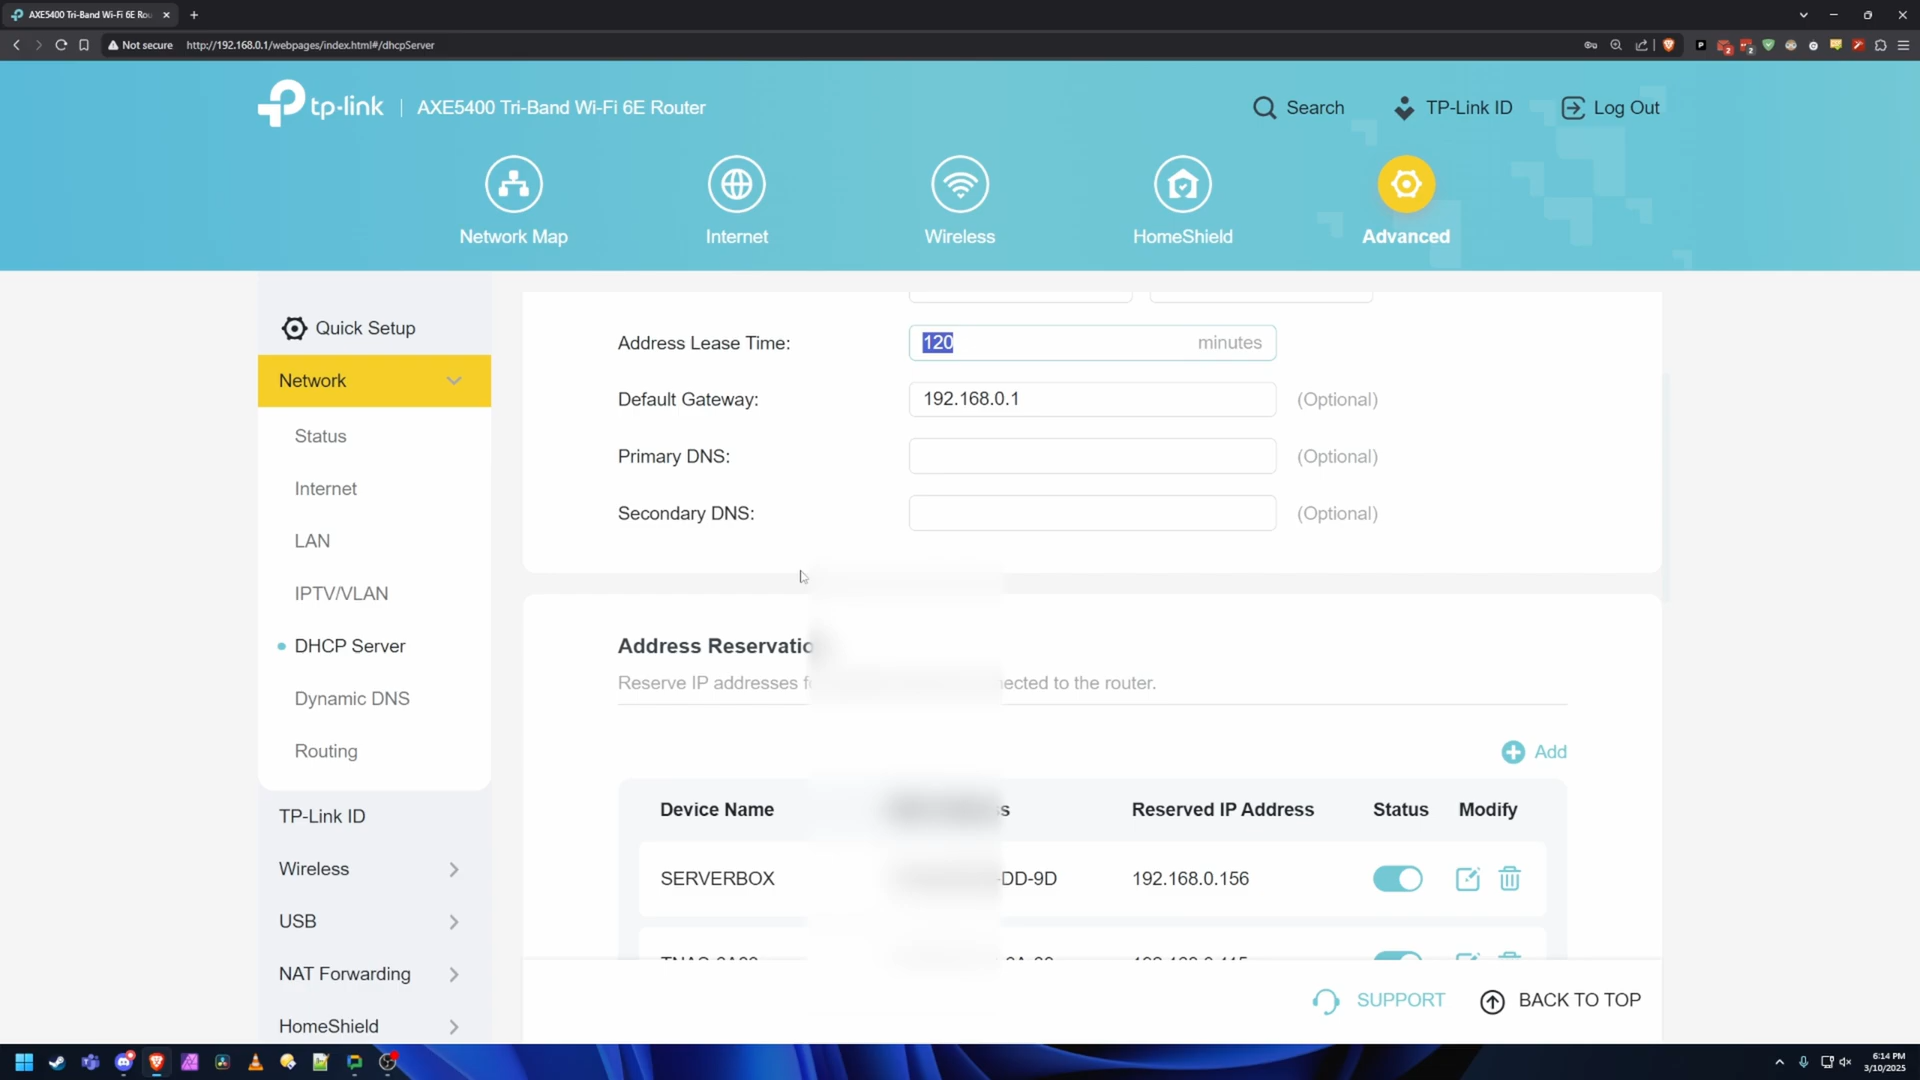 AXE5400 Tri-Band Wi-Fi 6E Rou
Not secure http://192.168.0.1/webpages/index.html#/dhcpServer
2 2
tp-link | AXE5400 Tri-Band Wi-Fi 6E Router
Search TP-Link ID Log Out
Network Map Internet Wireless HomeShield Advanced
Quick Setup
Network
Status
Internet
LAN
IPTV/VLAN
DHCP Server
Dynamic DNS
Routing
TP-Link ID
Wireless
USB
NAT Forwarding
HomeShield
Address Lease Time: 120 minutes
Default Gateway: 192.168.0.1 (Optional)
Primary DNS: (Optional)
Secondary DNS: (Optional)
Address Reservatio
Reserve IP addresses ected to the router.
Add
Device Name s Reserved IP Address Status Modify
SERVERBOX -DD-9D 192.168.0.156
SUPPORT BACK TO TOP
6:14 PM
3/10/2025